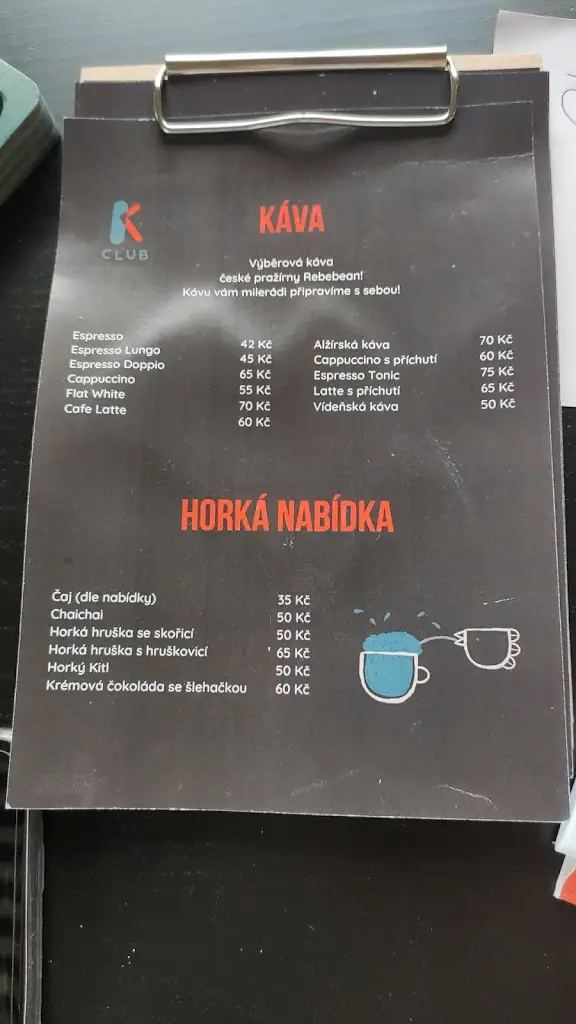 K
CLUB
KÁVA
Výběrová káva
české pražírny Rebebean!
Kávu vám milerádi připravíme s sebou!
Espresso 42 Kč
Espresso Lungo 45 Kč
Espresso Doppio 65 Kč
Cappuccino 55 Kč
Flat White 70 Kč
Cafe Latte 60 Kč
Alžírská káva 70 Kč
Cappuccino s příchutí 60 Kč
Espresso Tonic 75 Kč
Latte s příchutí 65 Kč
Vídeňská káva 50 Kč
HORKÁ NABÍDKA
Čaj (dle nabídky) 35 Kč
Chaichai 50 Kč
Horká hruška se skořicí 50 Kč
Horká hruška s hruškovicí 65 Kč
Horký Kitl 50 Kč
Krémová čokoláda se šlehačkou 60 Kč